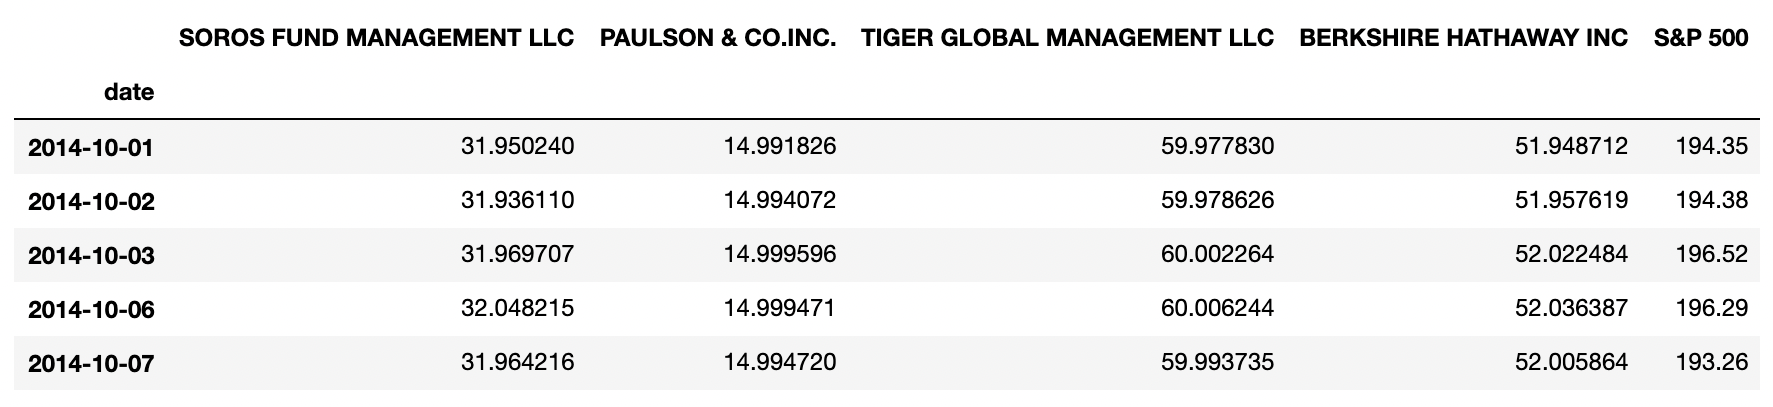 SOROS FUND MANAGEMENT LLC PAULSON & CO.INC. TIGER GLOBAL MANAGEMENT LLC BERKSHIRE HATHAWAY INC S&P 500
date
2014-10-01 31.950240 14.991826 59.977830 51.948712 194.35
2014-10-02 31.936110 14.994072 59.978626 51.957619 194.38
2014-10-03 31.969707 14.999596 60.002264 52.022484 196.52
2014-10-06 32.048215 14.999471 60.006244 52.036387 196.29
2014-10-07 31.964216 14.994720 59.993735 52.005864 193.26